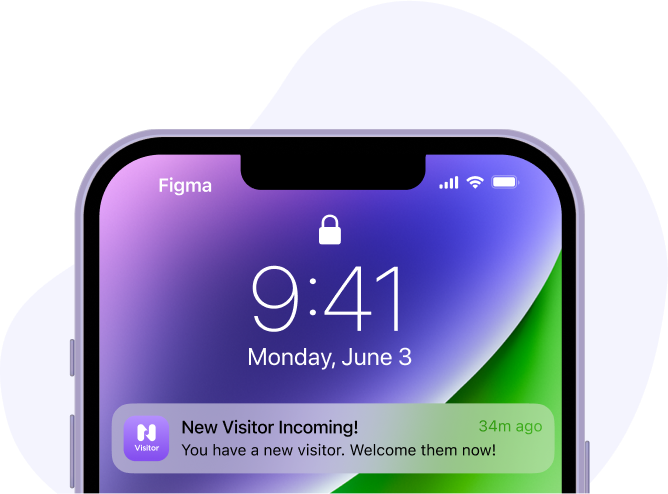 Figma
9:41
Monday, June 3
New Visitor Incoming!
34m ago
Visitor
You have a new visitor. Welcome them now!